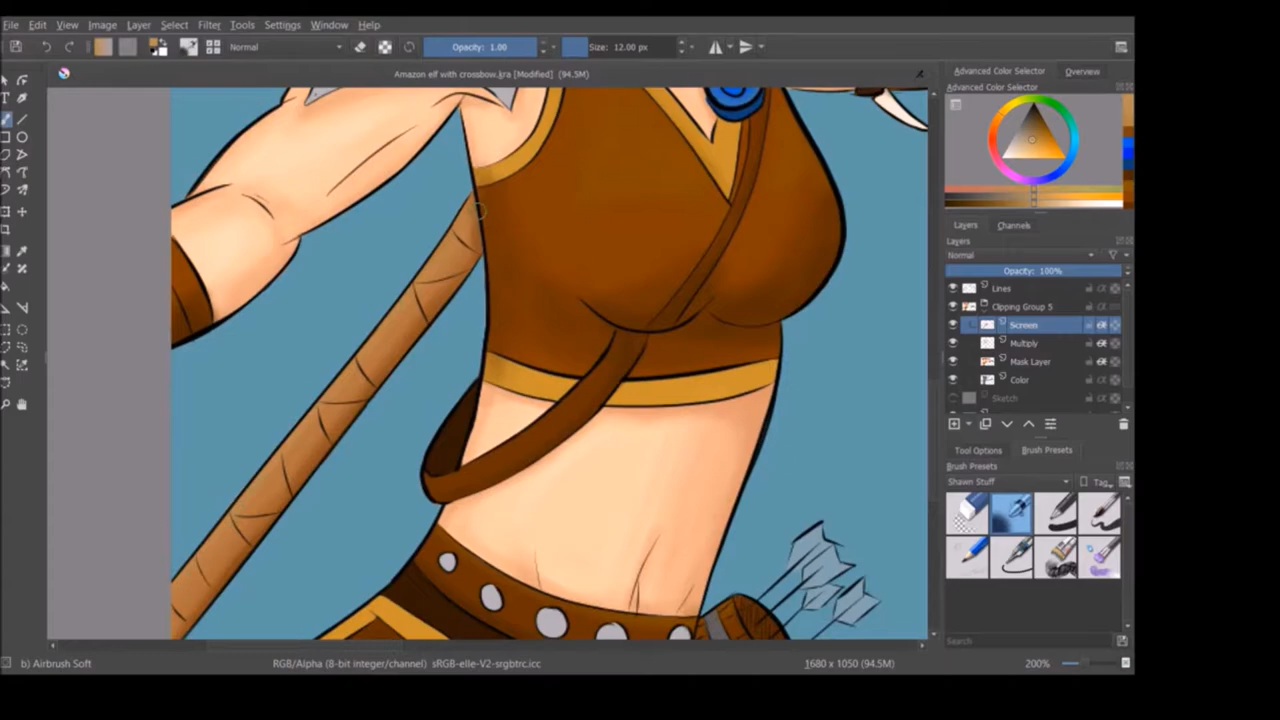 File Edit View Image Layer Select Filter Tools Settings Window Help
Normal Opacity: 1.00 Size: 12.00 px
Amazon elf with crossbow.kra [Modified] (94.5M)
Advanced Color Selector Overview
Advanced Color Selector
Layers Channels
Layers
Normal
Opacity: 100%
Lines
Clipping Group 5
Screen
Multiply
Mask Layer
Color
Sketch
Tool Options Brush Presets
Brush Presets
Shawn Stuff Tag
Search
b) Airbrush Soft RGB/Alpha (8-bit integer/channel) sRGB-elle-V2-srgbtrc.icc 1680 x 1050 (94.5M) 200%